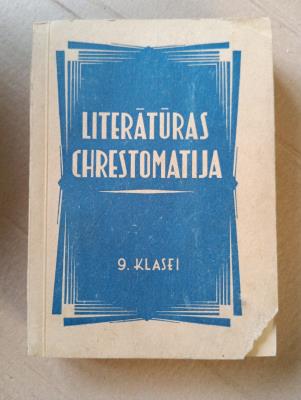 LITERĀTŪRAS
CHRESTOMATIJA
9. KLASEI